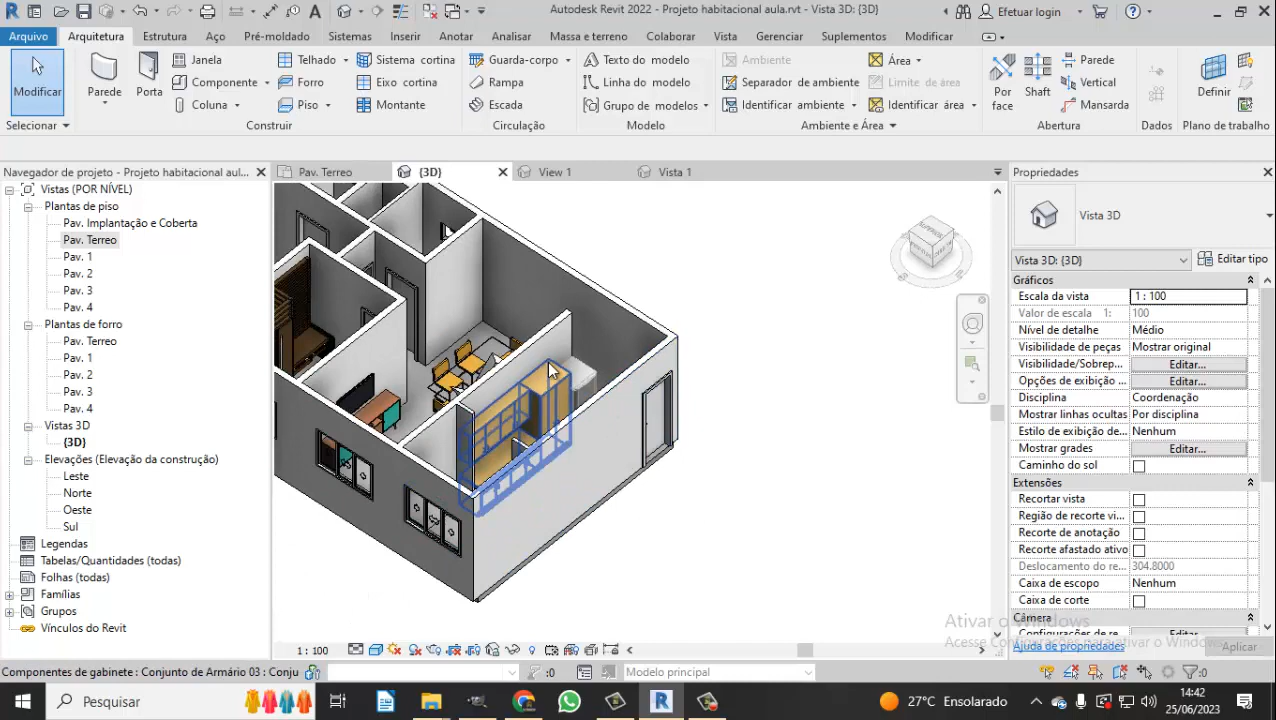 Autodesk Revit 2022 - Projeto habitacional aula.rvt - Vista 3D: {3D}
Efetuar login
Arquivo Arquitetura Estrutura Aço Pré-moldado Sistemas Inserir Anotar Analisar Massa e terreno Colaborar Vista Gerenciar Suplementos Modificar
Janela Telhado Sistema cortina Guarda-corpo Texto do modelo Ambiente Área Parede
Componente Forro Eixo cortina Rampa Linha do modelo Separador de ambiente Limite de área Vertical
Modificar Parede Porta Por face Shaft Definir
Coluna Piso Montante Escada Grupo de modelos Identificar ambiente Identificar área Mansarda
Selecionar Construir Circulação Modelo Ambiente e Área Abertura Dados Plano de trabalho
Navegador de projeto - Projeto habitacional aul...
Vistas (POR NÍVEL)
Plantas de piso
Pav. Implantação e Coberta
Pav. Terreo
Pav. 1
Pav. 2
Pav. 3
Pav. 4
Plantas de forro
Pav. Terreo
Pav. 1
Pav. 2
Pav. 3
Pav. 4
Vistas 3D
{3D}
Elevações (Elevação da construção)
Leste
Norte
Oeste
Sul
Legendas
Tabelas/Quantidades (todas)
Folhas (todas)
Famílias
Grupos
Vínculos do Revit
Pav. Terreo {3D} View 1 Vista 1
1 : 100
Propriedades
Vista 3D
Vista 3D: {3D} Editar tipo
Gráficos
Escala da vista 1 : 100
Valor de escala 1: 100
Nível de detalhe Médio
Visibilidade de peças Mostrar original
Visibilidade/Sobrep... Editar...
Opções de exibição ... Editar...
Disciplina Coordenação
Mostrar linhas ocultas Por disciplina
Estilo de exibição de... Nenhum
Mostrar grades Editar...
Caminho do sol
Extensões
Recortar vista
Região de recorte vi...
Recorte de anotação
Recorte afastado ativo
Deslocamento do re... 304.8000
Caixa de escopo Nenhum
Caixa de corte
Câmera
Editar...
Ajuda de propriedades Aplicar
Ativar o Windows
Acesse Configurações para ativar o Windows.
Componentes de gabinete : Conjunto de Armário 03 : Conju
:0 Modelo principal :0
Pesquisar
27°C Ensolarado
14:42
25/06/2023